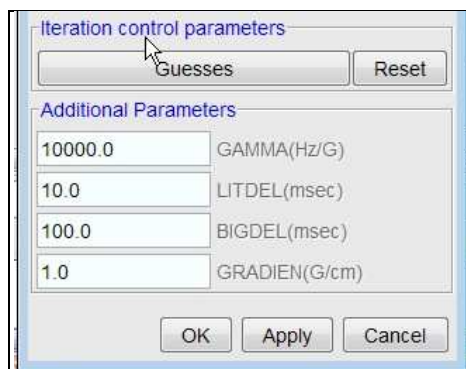 Iteration control parameters
Guesses Reset
Additional Parameters
10000.0 GAMMA(Hz/G)
10.0 LITDEL(msec)
100.0 BIGDEL(msec)
1.0 GRADIEN(G/cm)
OK Apply Cancel